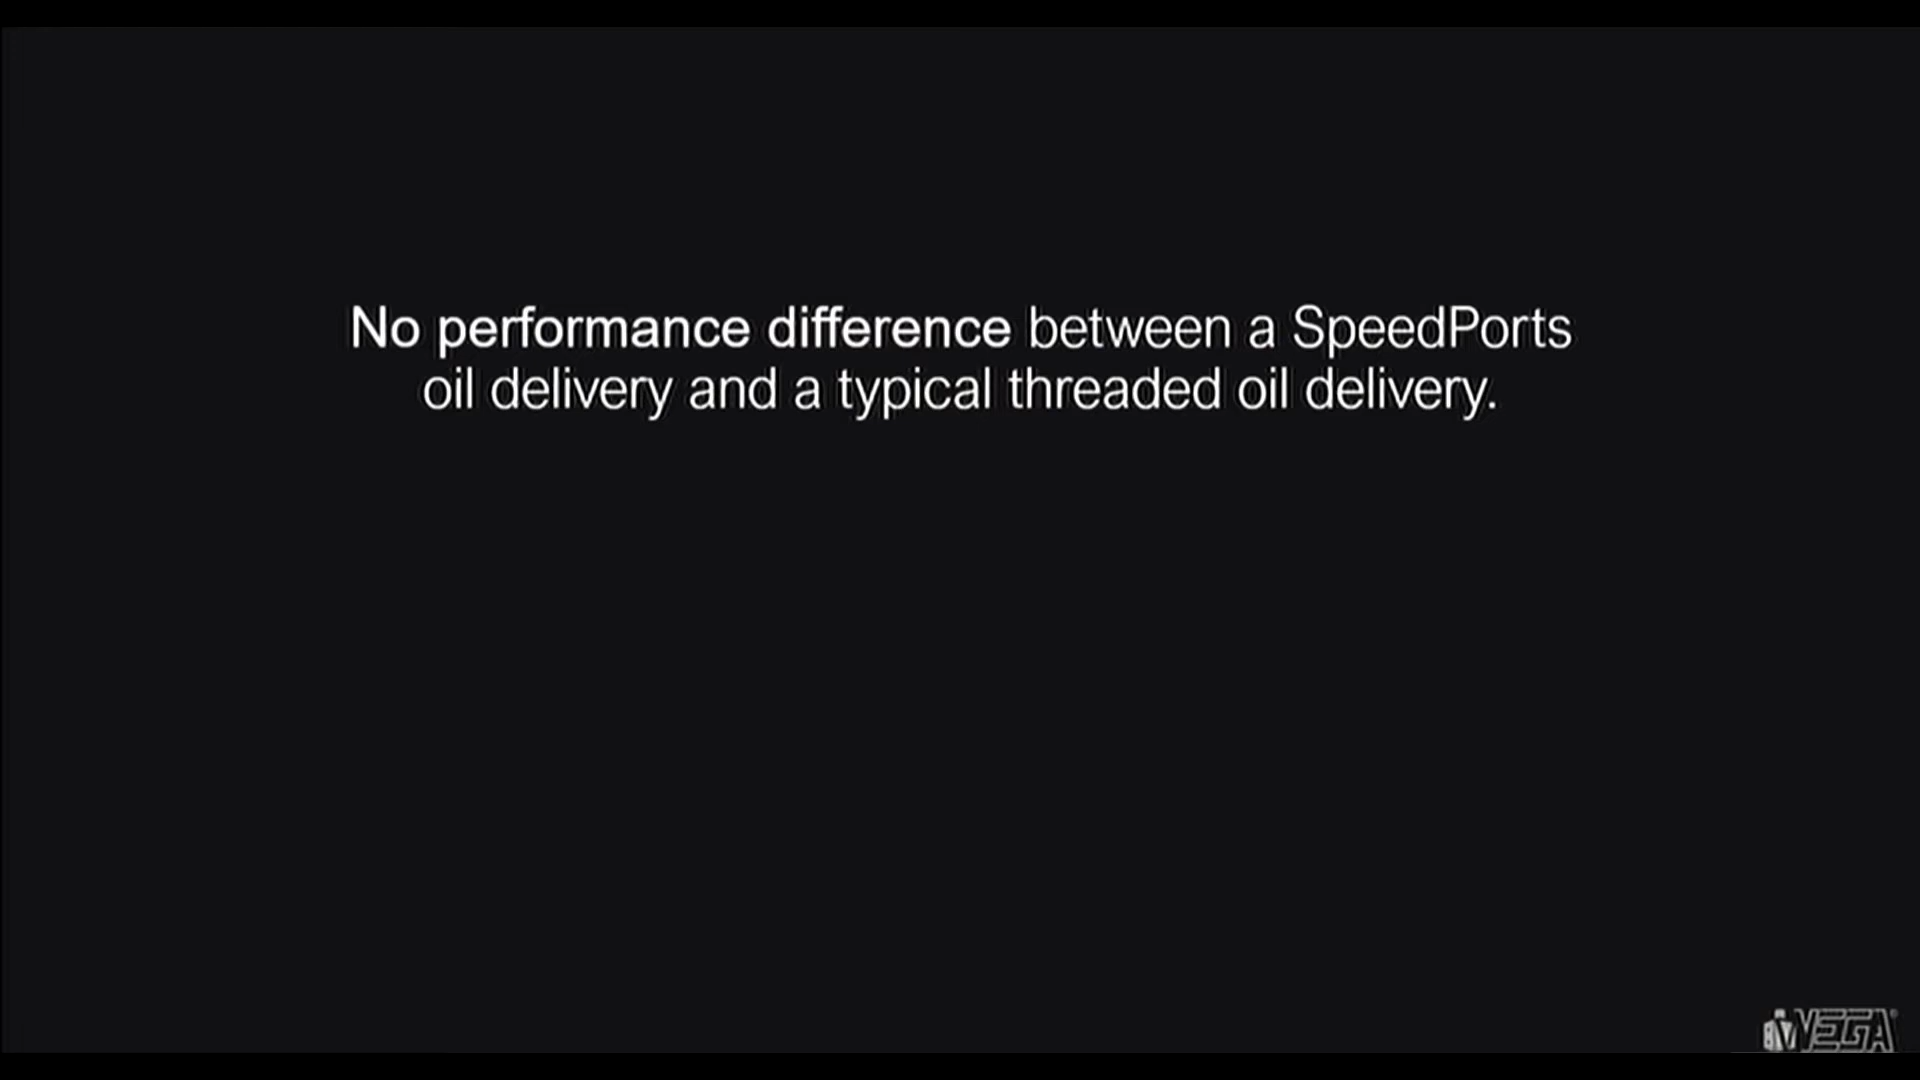 No performance difference between a SpeedPorts
oil delivery and a typical threaded oil delivery.
VEGA®